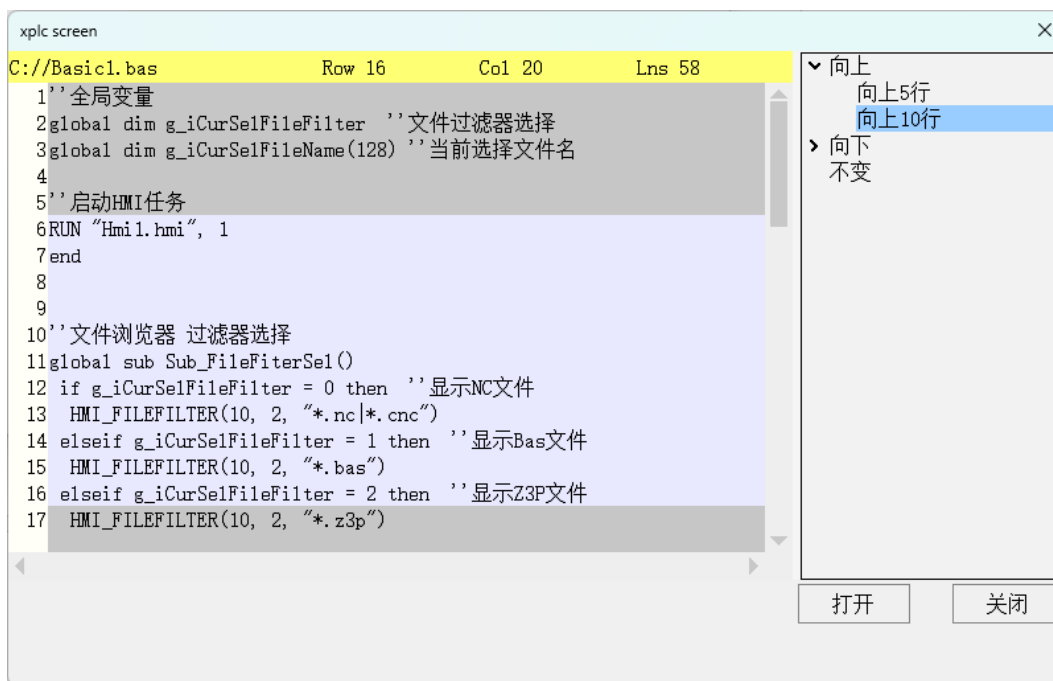 xplc screen
C://Basic1.bas Row 16 Col 20 Lns 58
1''全局变量
2global dim g_iCurSelFileFilter ''文件过滤器选择
3global dim g_iCurSelFileName(128) ''当前选择文件名
4
5''启动HMI任务
6RUN "Hmi1.hmi", 1
7end
8
9
10''文件浏览器 过滤器选择
11global sub Sub_FileFiterSel()
12 if g_iCurSelFileFilter = 0 then ''显示NC文件
13 HMI_FILEFILTER(10, 2, "*.nc|*.cnc")
14 elseif g_iCurSelFileFilter = 1 then ''显示Bas文件
15 HMI_FILEFILTER(10, 2, "*.bas")
16 elseif g_iCurSelFileFilter = 2 then ''显示Z3P文件
17 HMI_FILEFILTER(10, 2, "*.z3p")
向上
向上5行
向上10行
向下
不变
打开 关闭